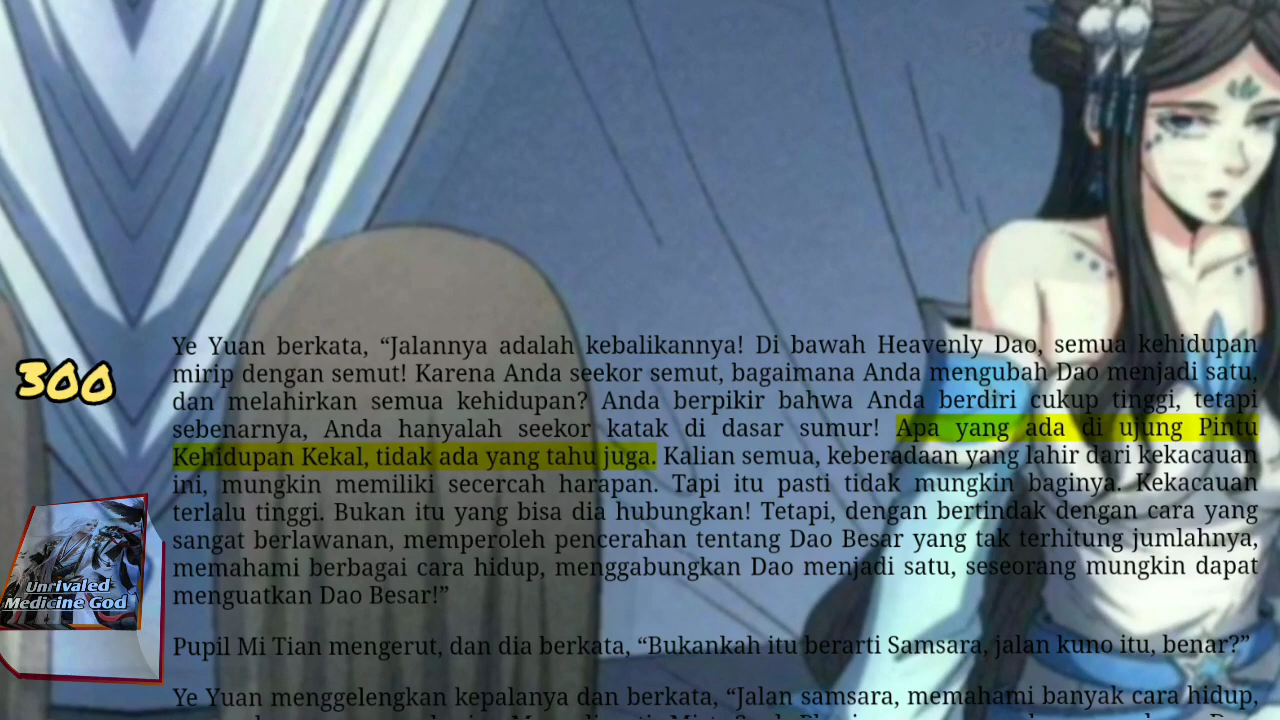 Ye Yuan berkata, “Jalannya adalah kebalikannya! Di bawah Heavenly Dao, semua kehidupan
mirip dengan semut! Karena Anda seekor semut, bagaimana Anda mengubah Dao menjadi satu,
dan melahirkan semua kehidupan? Anda berpikir bahwa Anda berdiri cukup tinggi, tetapi
sebenarnya, Anda hanyalah seekor katak di dasar sumur! Apa yang ada di ujung Pintu
Kehidupan Kekal, tidak ada yang tahu juga. Kalian semua, keberadaan yang lahir dari kekacauan
ini, mungkin memiliki secercah harapan. Tapi itu pasti tidak mungkin baginya. Kekacauan
terlalu tinggi. Bukan itu yang bisa dia hubungkan! Tetapi, dengan bertindak dengan cara yang
sangat berlawanan, memperoleh pencerahan tentang Dao Besar yang tak terhitung jumlahnya,
memahami berbagai cara hidup, menggabungkan Dao menjadi satu, seseorang mungkin dapat
menguatkan Dao Besar!”
Pupil Mi Tian mengerut, dan dia berkata, “Bukankah itu berarti Samsara, jalan kuno itu, benar?”
Ye Yuan menggelengkan kepalanya dan berkata, “Jalan samsara, memahami banyak cara hidup,
300
Unrivaled
Medicine God